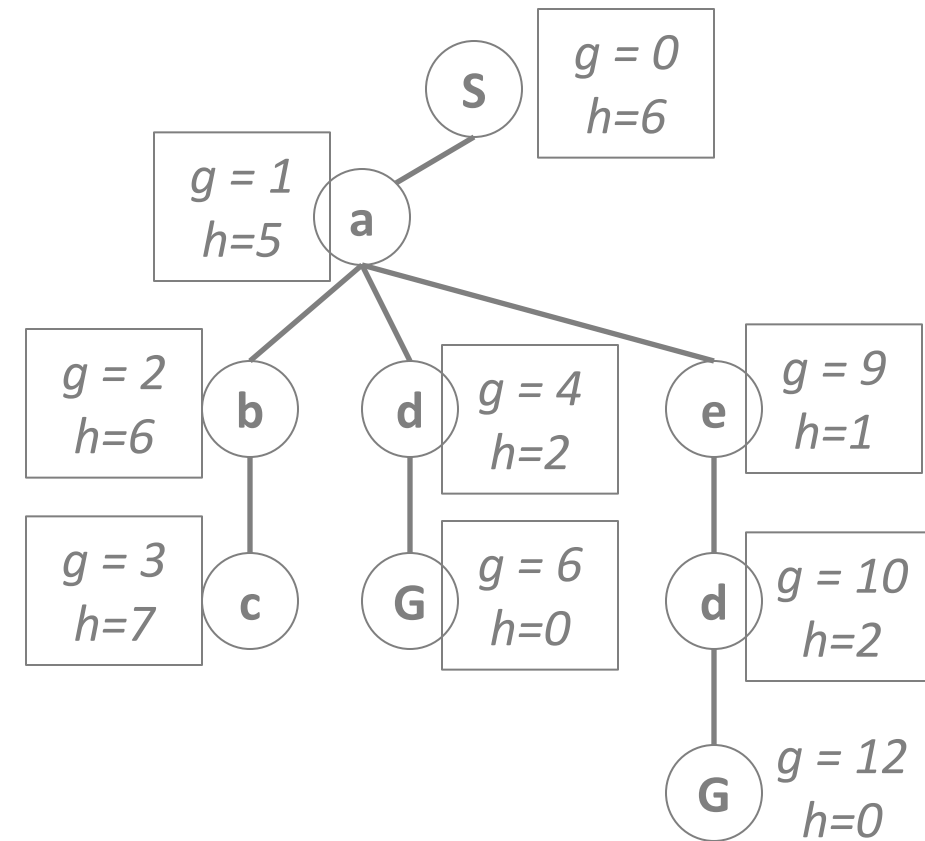 S
g = 0
h=6
g = 1
h=5
a
g = 2
h=6
b
d
g = 4
h=2
e
g = 9
h=1
g = 3
h=7
c
G
g = 6
h=0
d
g = 10
h=2
G
g = 12
h=0